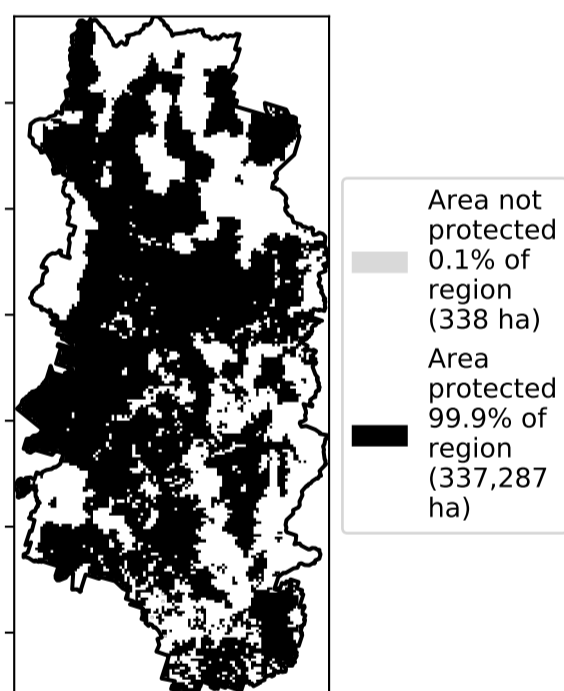 Area not
protected
0.1% of
region
(338 ha)
Area
protected
99.9% of
region
(337,287
ha)